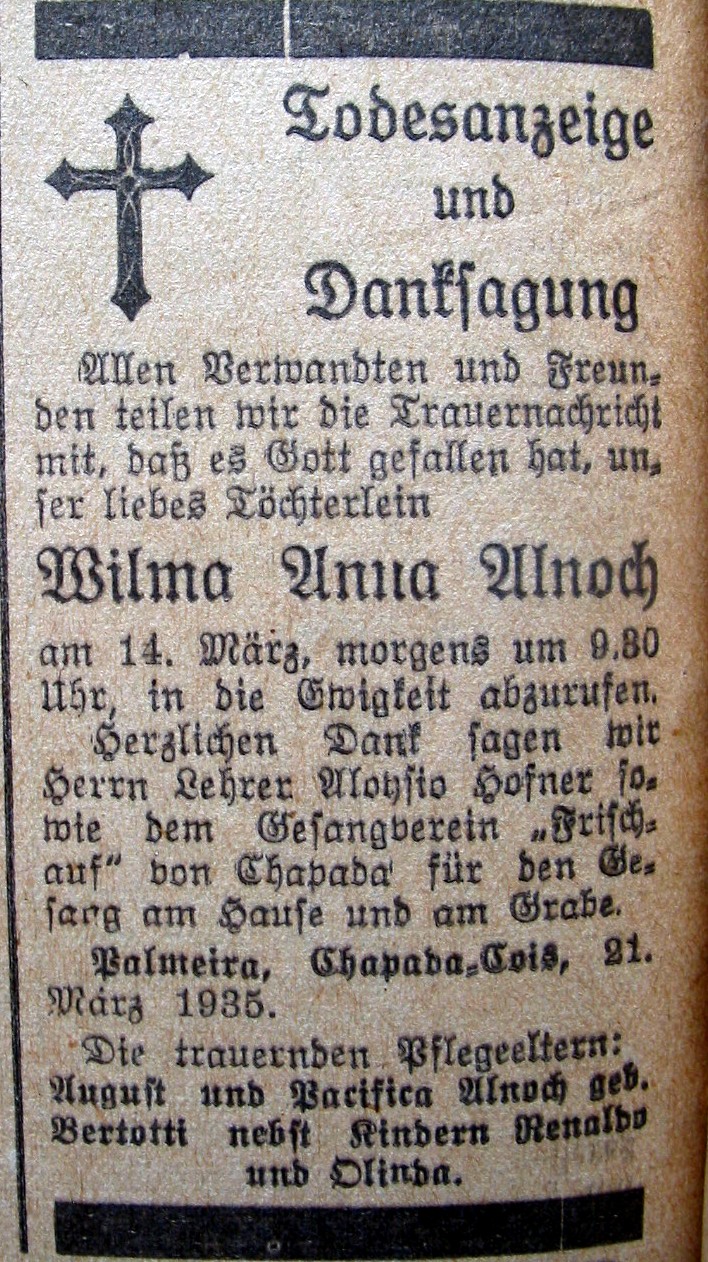 Todesanzeige
und
Danksagung
Allen Verwandten und Freun-
den teilen wir die Trauernachricht
mit, daß es Gott gefallen hat, un-
ser liebes Töchterlein
Wilma Anna Alnoch
am 14. März, morgens um 9.30
Uhr, in die Ewigkeit abzurufen.
Herzlichen Dank sagen wir
Herrn Lehrer Aloysio Hofner so-
wie dem Gesangverein „Frisch-
auf“ von Chapada für den Ge-
sang am Hause und am Grabe.
Palmeira, Chapada-Cois, 21.
März 1935.
Die trauernden Pflegeeltern:
August und Pacifica Alnoch geb.
Bertotti nebst Kindern Renaldo
und Olinda.